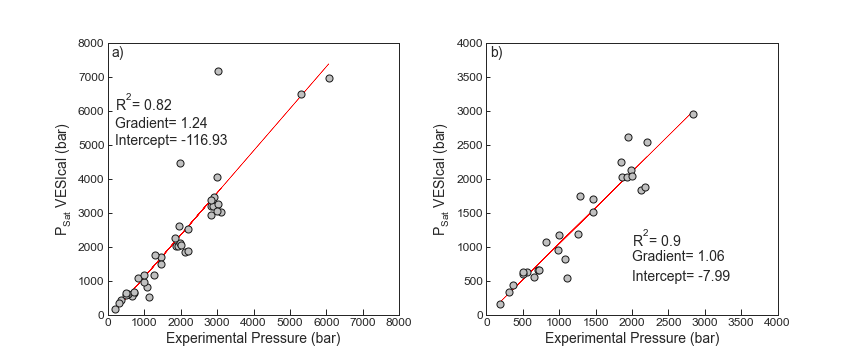 a)
R²= 0.82
Gradient= 1.24
Intercept= -116.93
P_Sat VESIcal (bar)
8000
7000
6000
5000
4000
3000
2000
1000
0
0 1000 2000 3000 4000 5000 6000 7000 8000
Experimental Pressure (bar)
b)
R²= 0.9
Gradient= 1.06
Intercept= -7.99
P_Sat VESIcal (bar)
4000
3500
3000
2500
2000
1500
1000
500
0
0 500 1000 1500 2000 2500 3000 3500 4000
Experimental Pressure (bar)